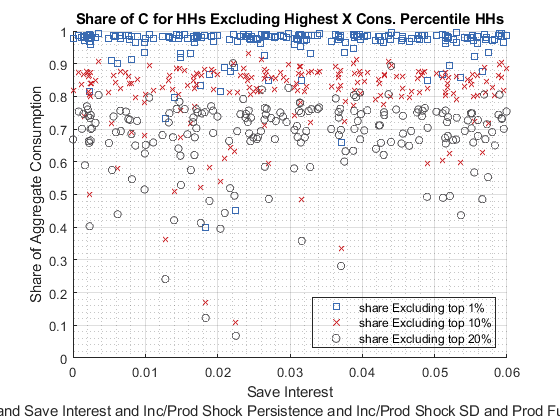 Share of C for HHs Excluding Highest X Cons. Percentile HHs
Share of Aggregate Consumption
1
0.9
0.8
0.7
0.6
0.5
0.4
0.3
0.2
0.1
0
share Excluding top 1%
share Excluding top 10%
share Excluding top 20%
0 0.01 0.02 0.03 0.04 0.05 0.06
Save Interest
and Save Interest and Inc/Prod Shock Persistence and Inc/Prod Shock SD and Prod Fu